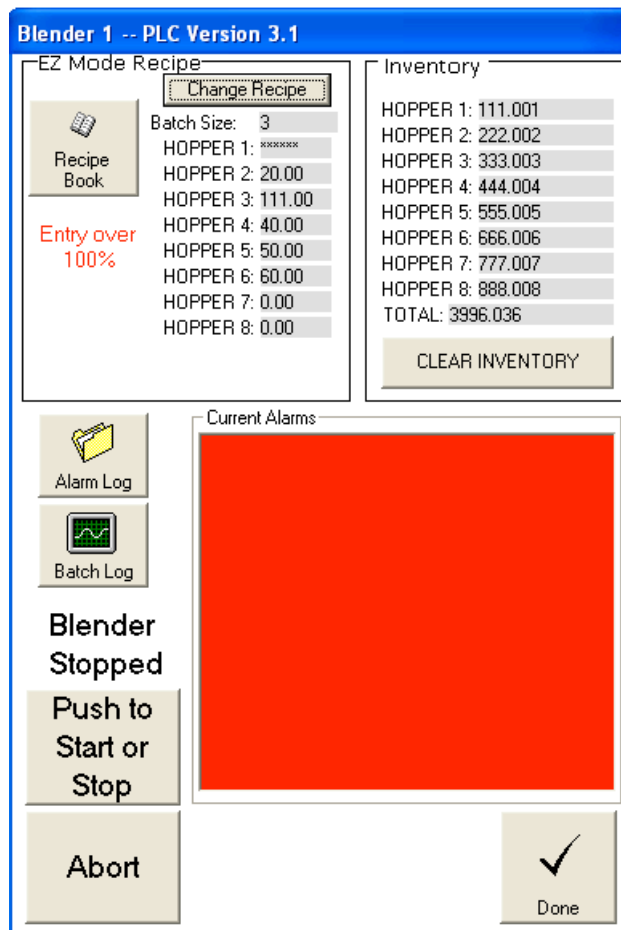 Blender 1 -- PLC Version 3.1
EZ Mode Recipe
Change Recipe
Recipe
Book
Entry over
100%
Batch Size: 3
HOPPER 1: ******
HOPPER 2: 20.00
HOPPER 3: 111.00
HOPPER 4: 40.00
HOPPER 5: 50.00
HOPPER 6: 60.00
HOPPER 7: 0.00
HOPPER 8: 0.00
Inventory
HOPPER 1: 111.001
HOPPER 2: 222.002
HOPPER 3: 333.003
HOPPER 4: 444.004
HOPPER 5: 555.005
HOPPER 6: 666.006
HOPPER 7: 777.007
HOPPER 8: 888.008
TOTAL: 3996.036
CLEAR INVENTORY
Alarm Log
Batch Log
Current Alarms
Blender
Stopped
Push to
Start or
Stop
Abort
Done